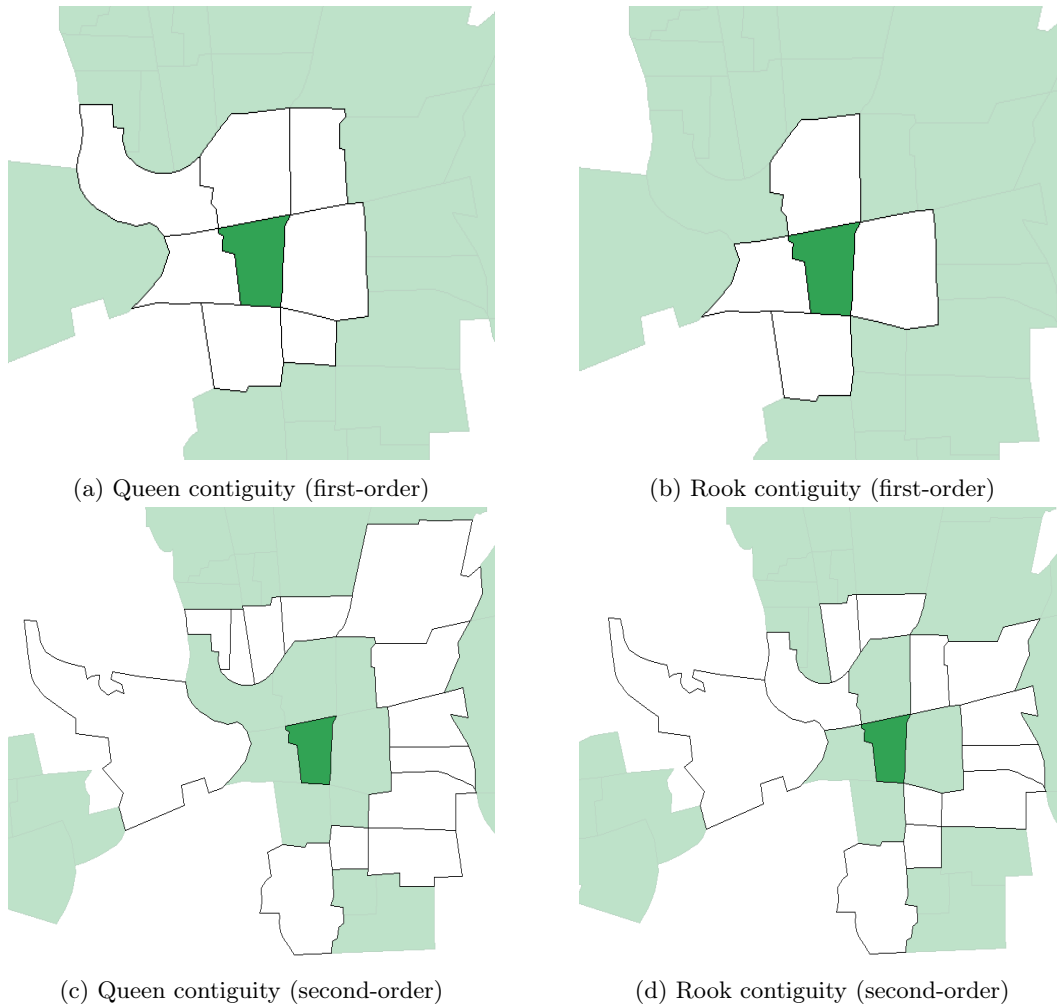 (a) Queen contiguity (first-order)
(b) Rook contiguity (first-order)
(c) Queen contiguity (second-order)
(d) Rook contiguity (second-order)